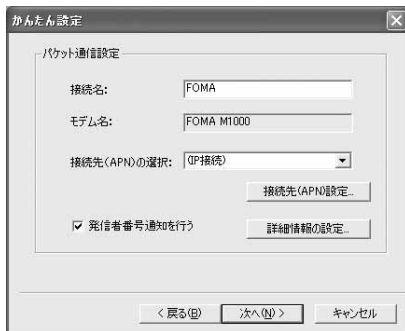 かんたん設定
パケット通信設定
接続名: FOMA
モデム名: FOMA M1000
接続先(APN)の選択: (IP接続)
接続先(APN)設定...
発信者番号通知を行う 詳細情報の設定...
< 戻る(B) 次へ(N) > キャンセル